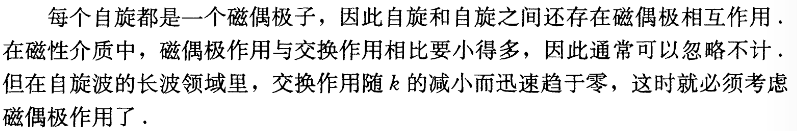 每个自旋都是一个磁偶极子，因此自旋和自旋之间还存在磁偶极相互作用．
在磁性介质中，磁偶极作用与交换作用相比要小得多，因此通常可以忽略不计．
但在自旋波的长波领域里，交换作用随 k 的减小而迅速趋于零，这时就必须考虑
磁偶极作用了．